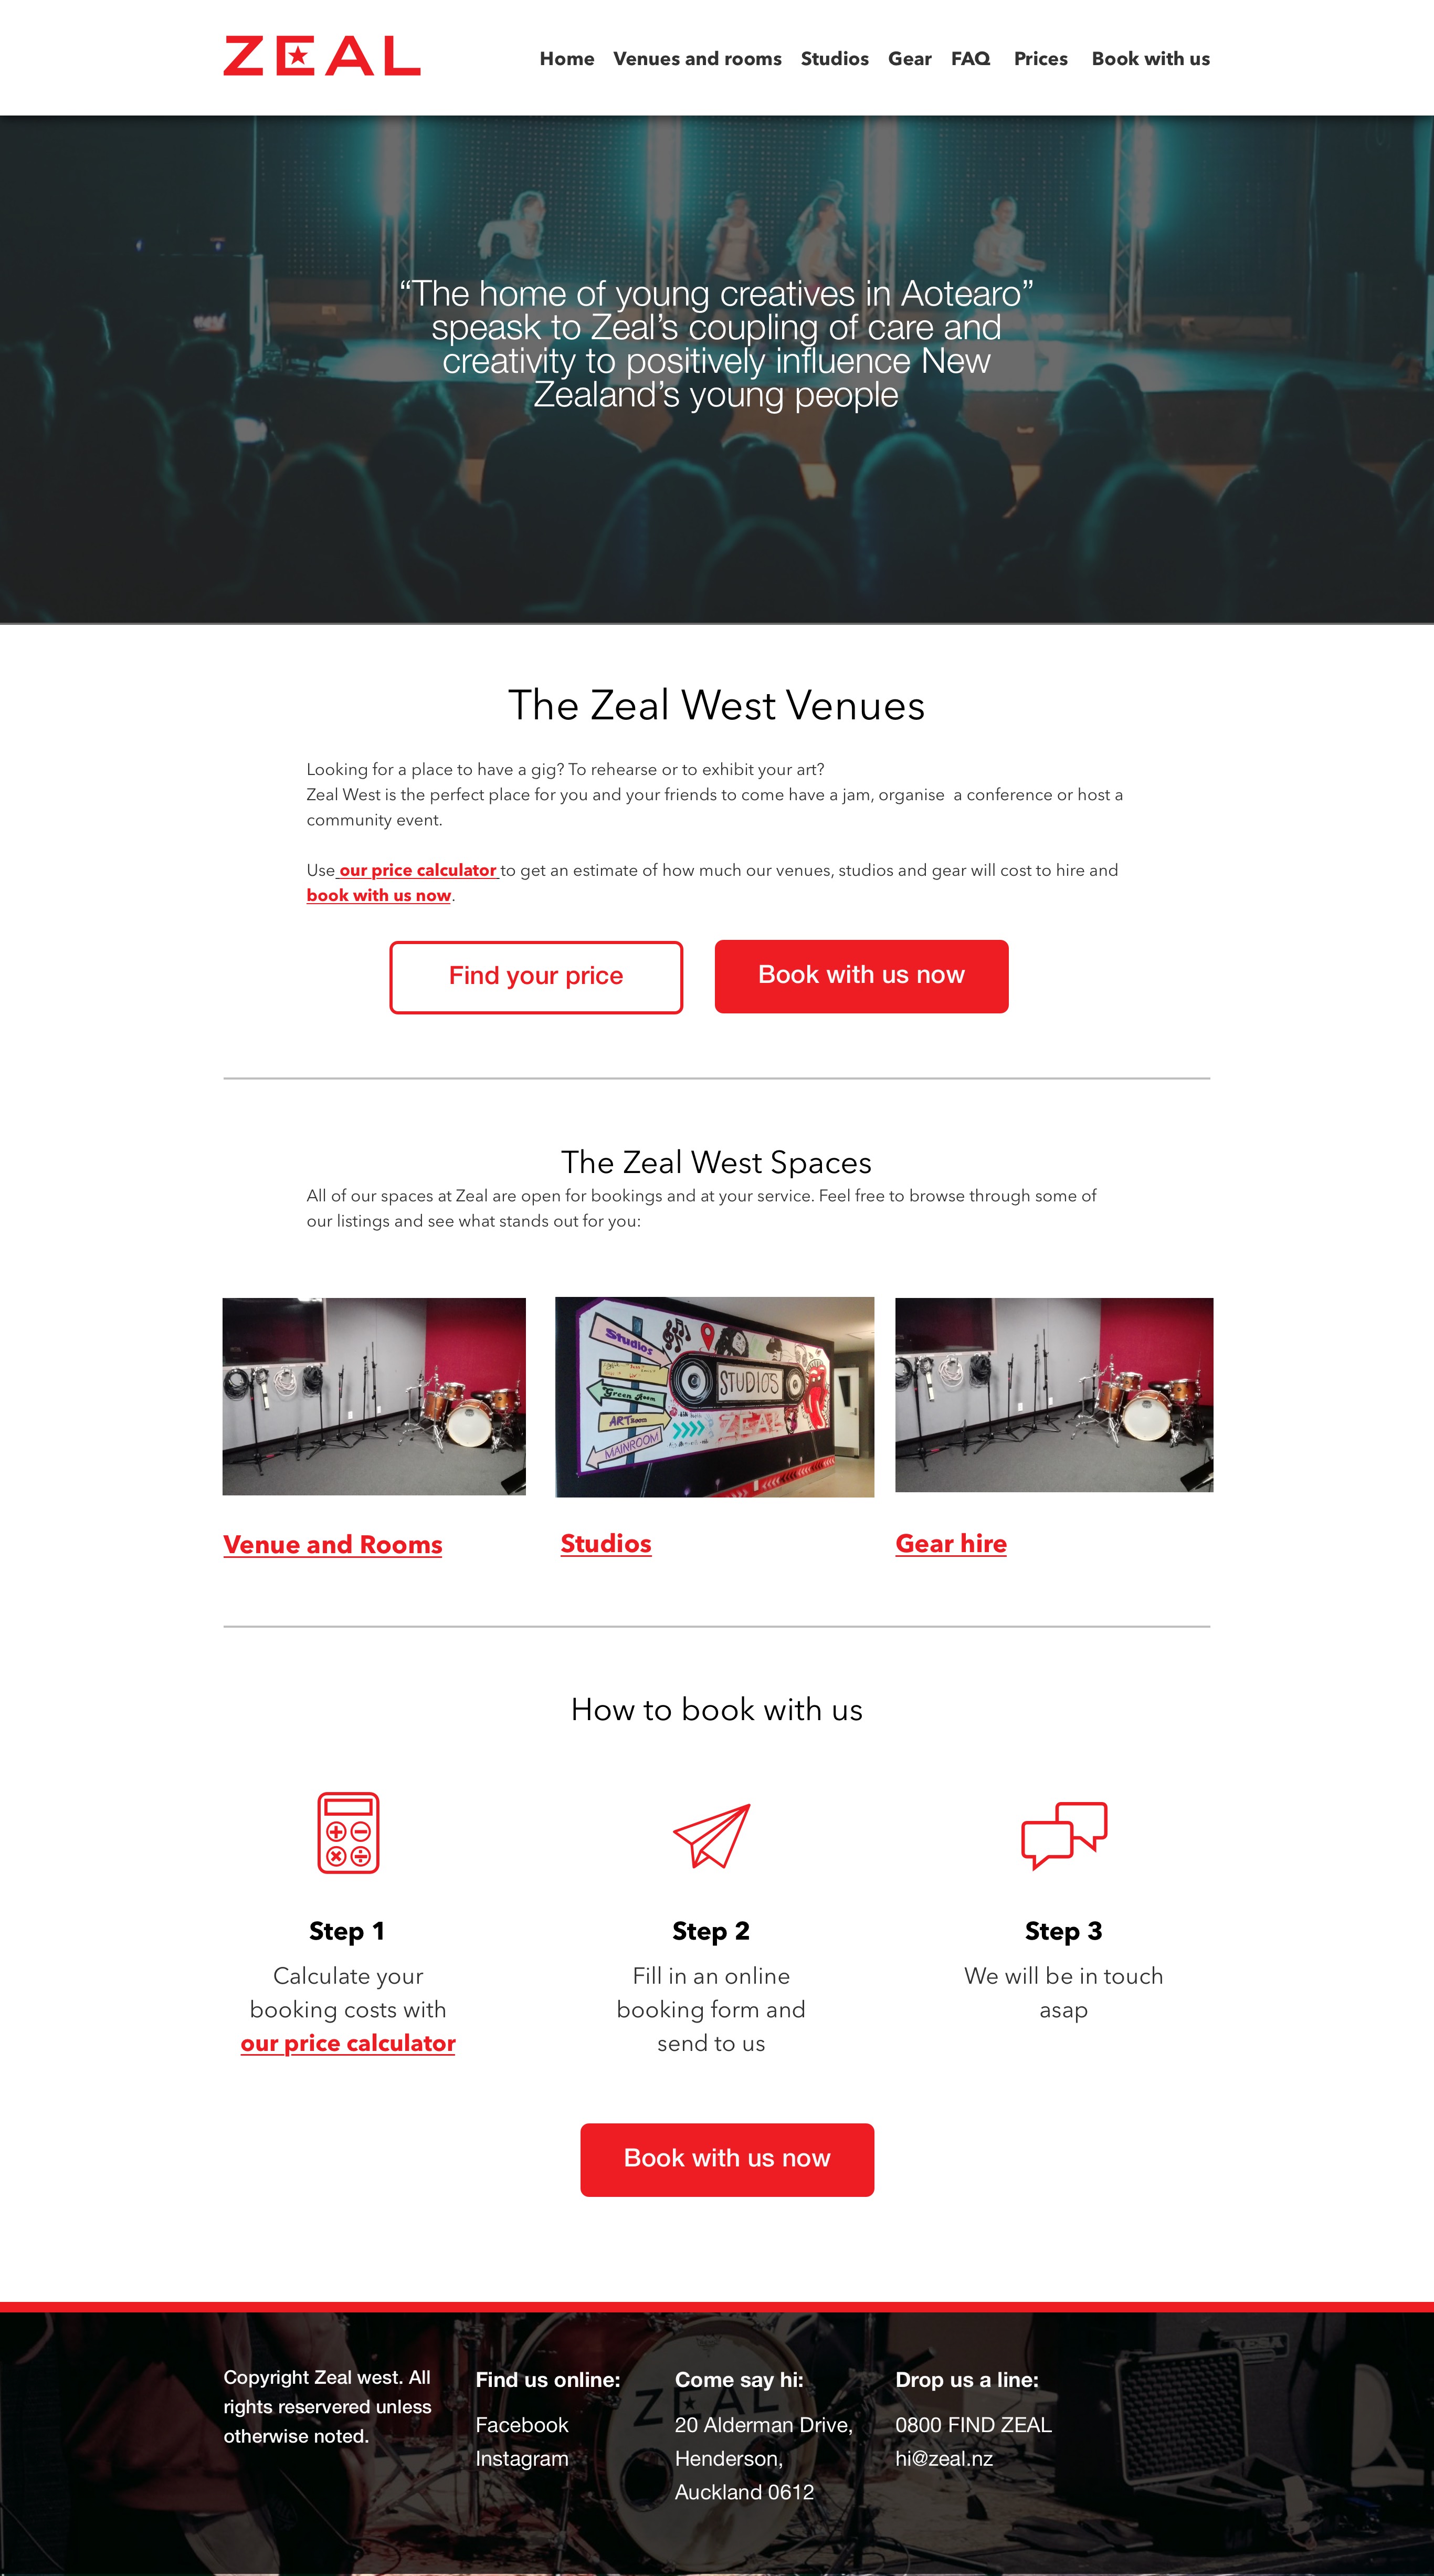 ZEAL
Home Venues and rooms Studios Gear FAQ Prices Book with us
“The home of young creatives in Aotearo”
speask to Zeal’s coupling of care and
creativity to positively influence New
Zealand’s young people
The Zeal West Venues
Looking for a place to have a gig? To rehearse or to exhibit your art?
Zeal West is the perfect place for you and your friends to come have a jam, organise  a conference or host a
community event.
Use our price calculator to get an estimate of how much our venues, studios and gear will cost to hire and
book with us now.
Find your price
Book with us now
The Zeal West Spaces
All of our spaces at Zeal are open for bookings and at your service. Feel free to browse through some of
our listings and see what stands out for you:
Studios
Green Room
ARTroom
MAINROOM
STUDIOS
ZEAL
Venue and Rooms
Studios
Gear hire
How to book with us
Step 1
Calculate your
booking costs with
our price calculator
Step 2
Fill in an online
booking form and
send to us
Step 3
We will be in touch
asap
Book with us now
Copyright Zeal west. All
rights reservered unless
otherwise noted.
Find us online:
Facebook
Instagram
Come say hi:
20 Alderman Drive,
Henderson,
Auckland 0612
Drop us a line:
0800 FIND ZEAL
hi@zeal.nz
ZEAL